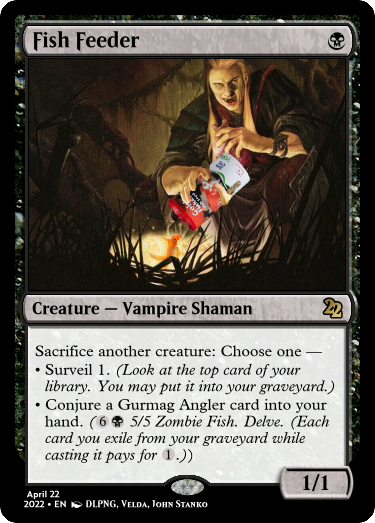 Fish Feeder
Creature — Vampire Shaman
22
Sacrifice another creature: Choose one —
• Surveil 1. (Look at the top card of your
library. You may put it into your graveyard.)
• Conjure a Gurmag Angler card into your
hand. (6 5/5 Zombie Fish. Delve. (Each
card you exile from your graveyard while
casting it pays for 1.))
1/1
April 22
2022 • EN DLPNG, Velda, John Stanko